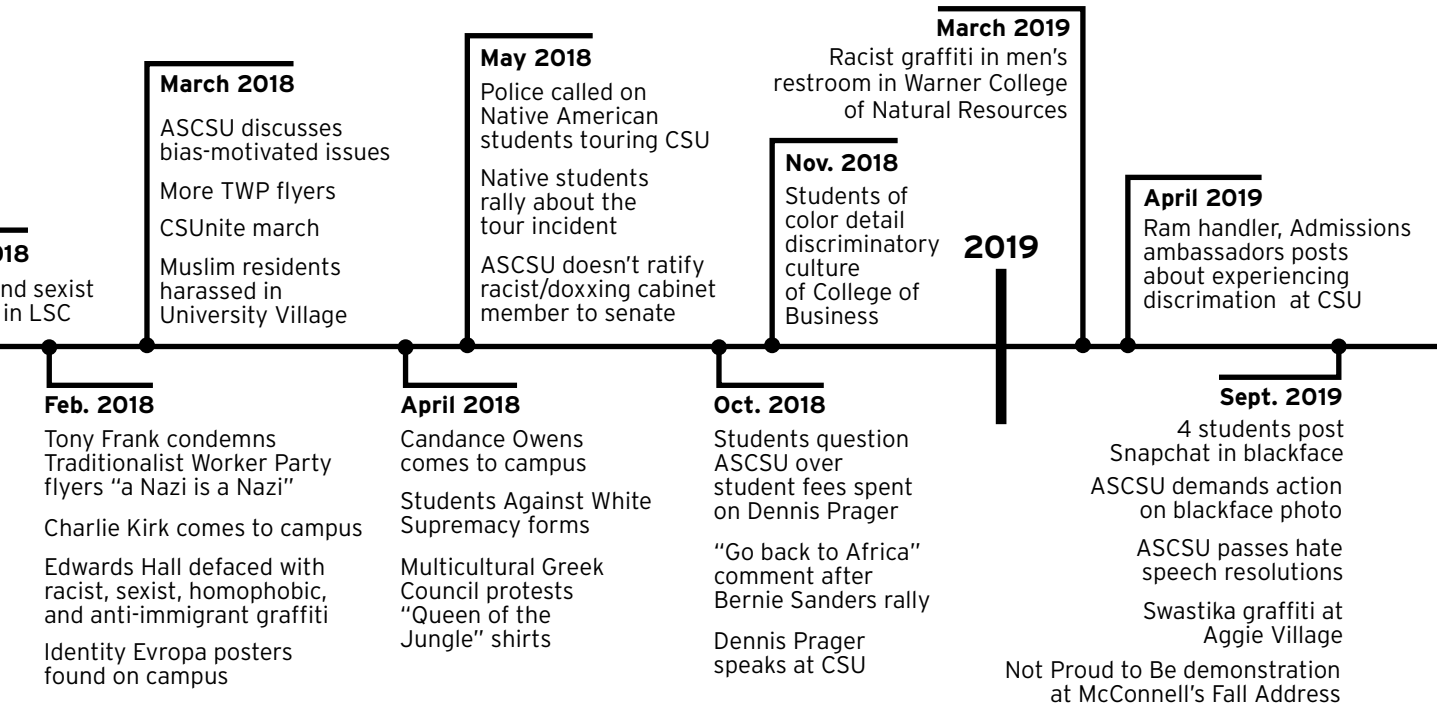 018
nd sexist
in LSC
Feb. 2018
Tony Frank condemns
Traditionalist Worker Party
flyers “a Nazi is a Nazi”
Charlie Kirk comes to campus
Edwards Hall defaced with
racist, sexist, homophobic,
and anti-immigrant graffiti
Identity Evropa posters
found on campus
March 2018
ASCSU discusses
bias-motivated issues
More TWP flyers
CSUnite march
Muslim residents
harassed in
University Village
April 2018
Candance Owens
comes to campus
Students Against White
Supremacy forms
Multicultural Greek
Council protests
“Queen of the
Jungle” shirts
May 2018
Police called on
Native American
students touring CSU
Native students
rally about the
tour incident
ASCSU doesn’t ratify
racist/doxxing cabinet
member to senate
Oct. 2018
Students question
ASCSU over
student fees spent
on Dennis Prager
“Go back to Africa”
comment after
Bernie Sanders rally
Dennis Prager
speaks at CSU
Nov. 2018
Students of
color detail
discriminatory
culture
of College of
Business
2019
March 2019
Racist graffiti in men’s
restroom in Warner College
of Natural Resources
April 2019
Ram handler, Admissions
ambassadors posts
about experiencing
discrimation at CSU
Sept. 2019
4 students post
Snapchat in blackface
ASCSU demands action
on blackface photo
ASCSU passes hate
speech resolutions
Swastika graffiti at
Aggie Village
Not Proud to Be demonstration
at McConnell’s Fall Address